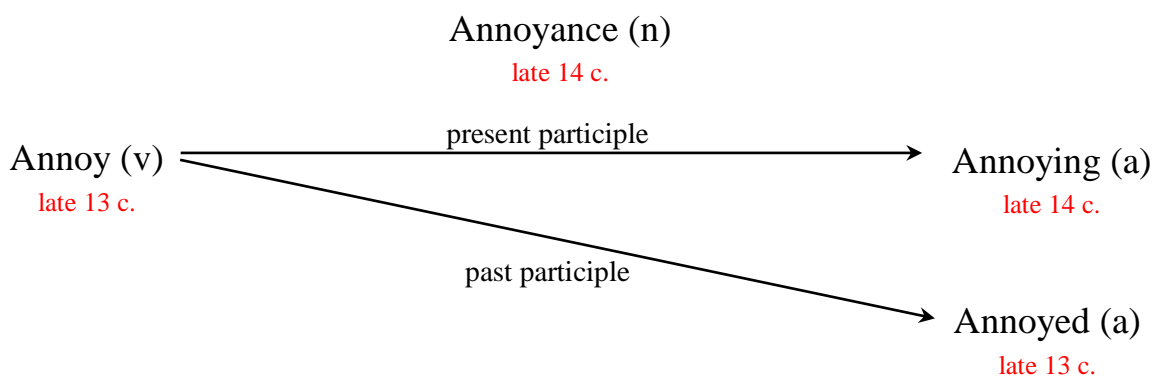 Annoyance (n)
late 14 c.
present participle
Annoy (v)
late 13 c.
Annoying (a)
late 14 c.
past participle
Annoyed (a)
late 13 c.